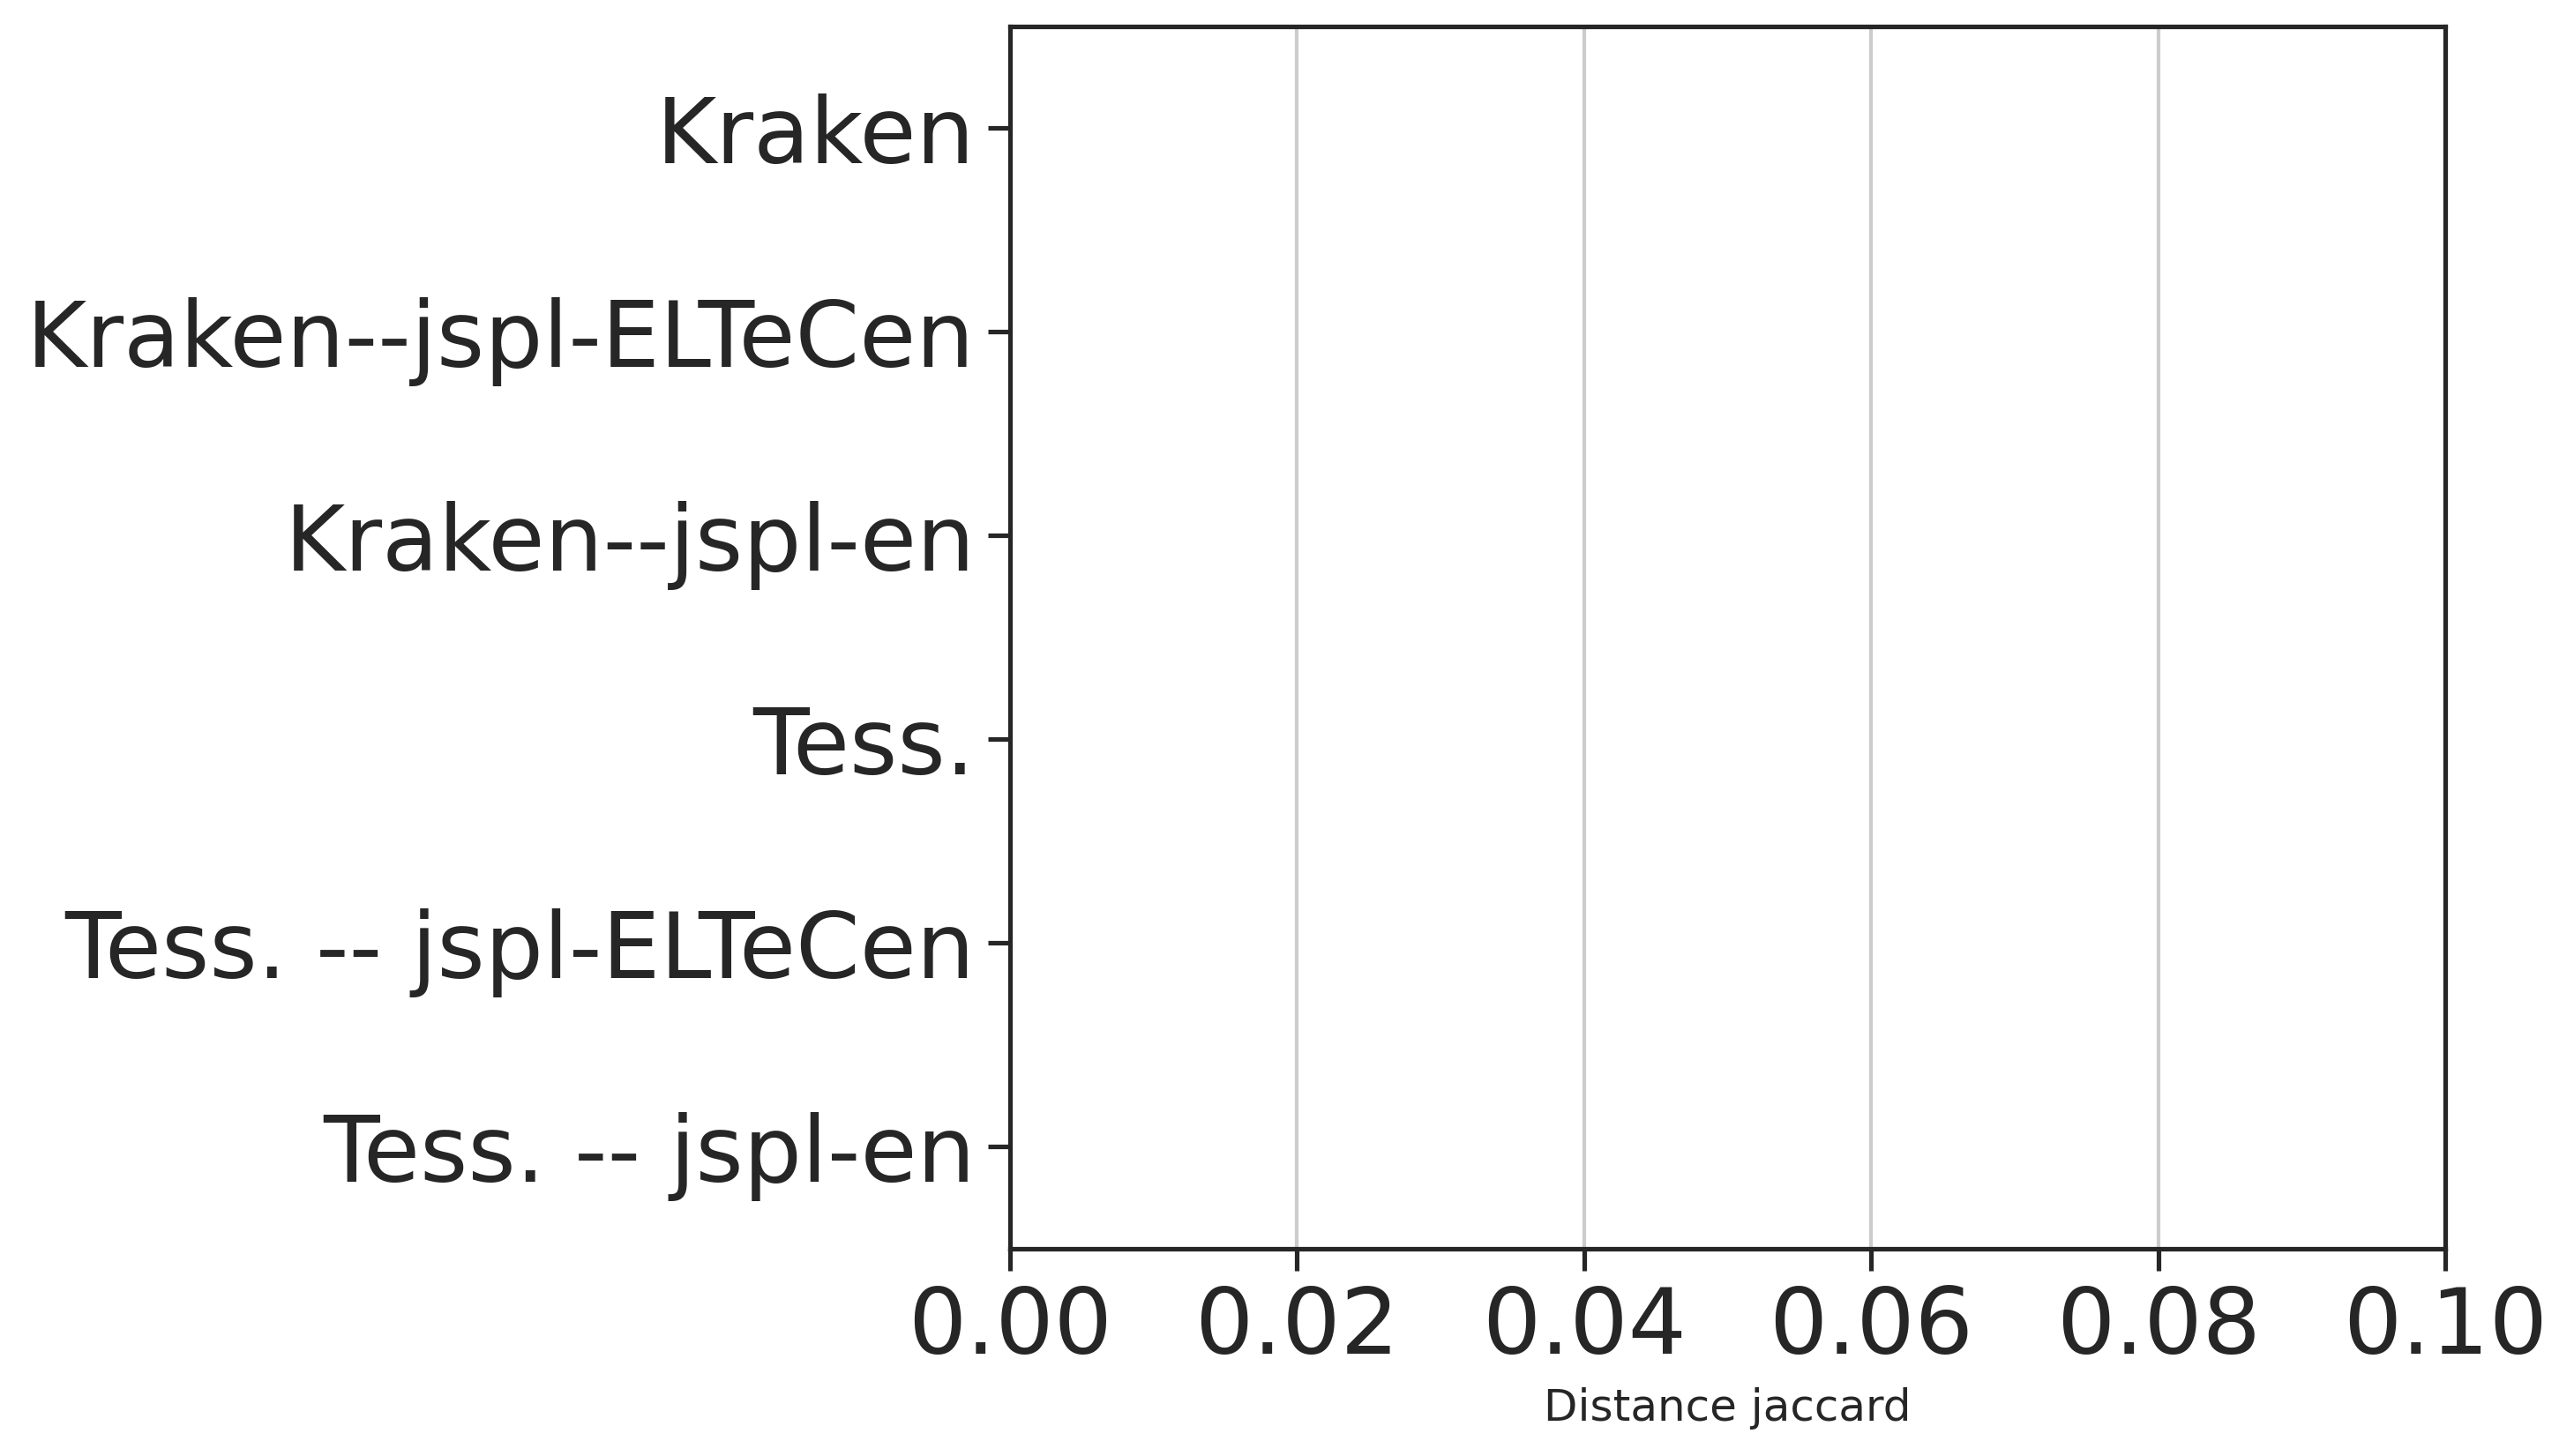 Kraken
Kraken--jspl-ELTeCen
Kraken--jspl-en
Tess.
Tess. -- jspl-ELTeCen
Tess. -- jspl-en
0.00 0.02 0.04 0.06 0.08 0.10
Distance jaccard